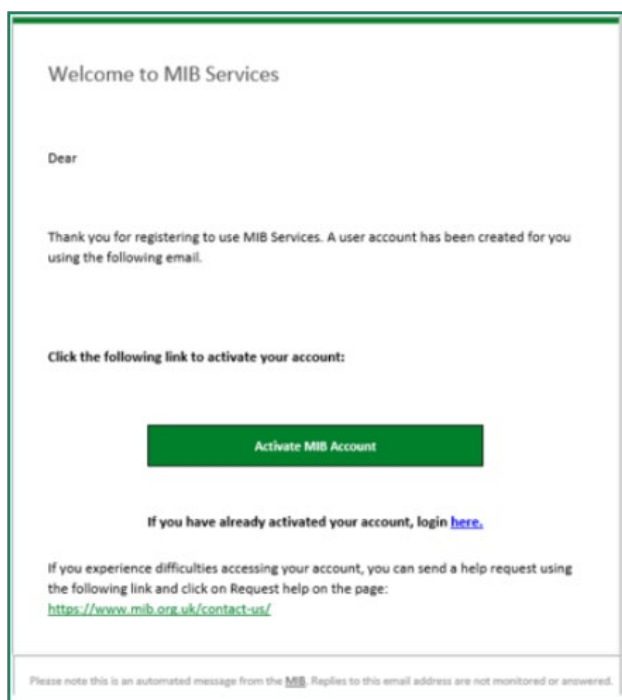 Welcome to MIB Services
Dear
Thank you for registering to use MIB Services. A user account has been created for you
using the following email.
Click the following link to activate your account:
Activate MIB Account
If you have already activated your account, login here.
If you experience difficulties accessing your account, you can send a help request using
the following link and click on Request help on the page:
https://www.mib.org.uk/contact-us/
Please note this is an automated message from the MIB. Replies to this email address are not monitored or answered.